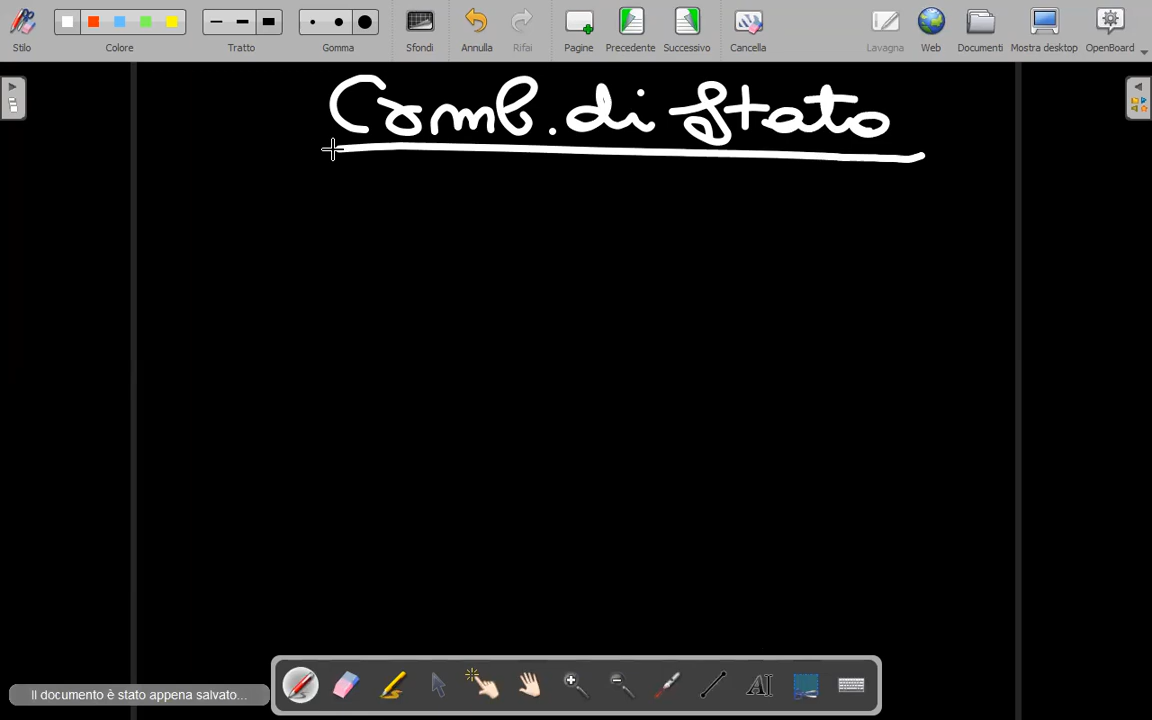 Stilo Colore Tratto Gomma Sfondi Annulla Rifai Pagine Precedente Successivo Cancella Lavagna Web Documenti Mostra desktop OpenBoard
Camb. di Stato
Il documento è stato appena salvato...